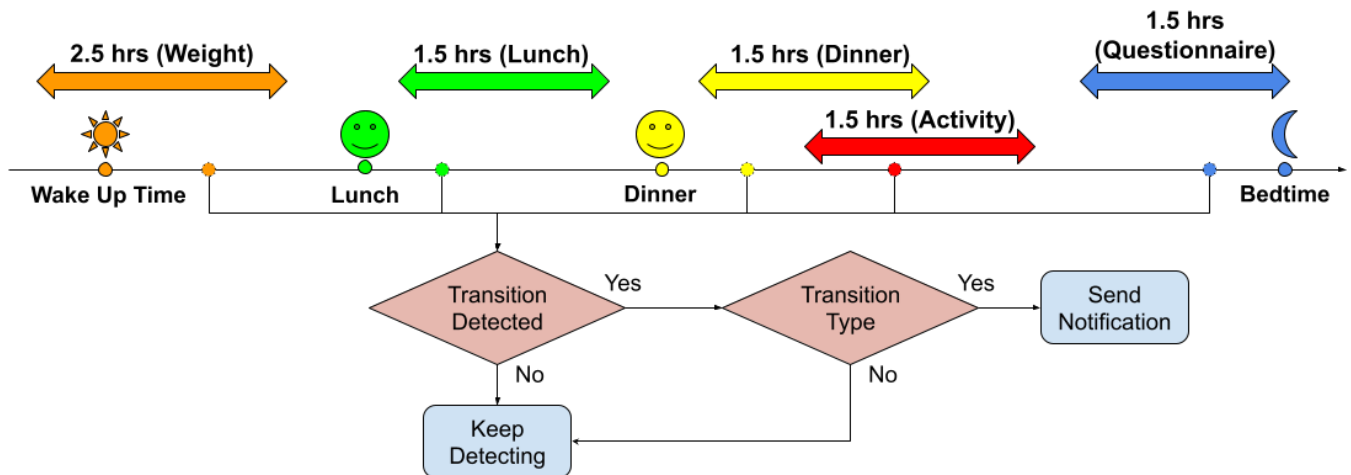 2.5 hrs (Weight)
1.5 hrs (Lunch)
1.5 hrs (Dinner)
1.5 hrs
(Questionnaire)
1.5 hrs (Activity)
Wake Up Time
Lunch
Dinner
Bedtime
Transition
Detected
Yes
Transition
Type
Yes
Send
Notification
No
No
Keep
Detecting